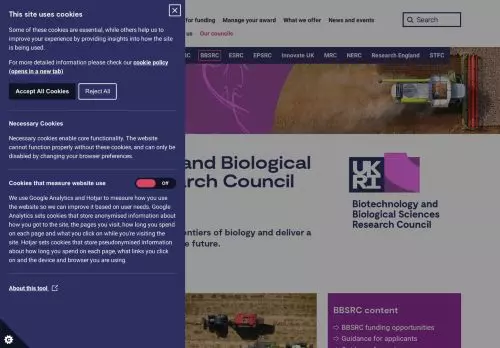 This site uses cookies
Some of these cookies are essential, while others help us to
improve your experience by providing insights into how the site
is being used.
For more detailed information please check our cookie policy
(opens in a new tab)
Accept All Cookies
Reject All
Necessary Cookies
Necessary cookies enable core functionality. The website
cannot function properly without these cookies, and can only be
disabled by changing your browser preferences.
Cookies that measure website use
Off
We use Google Analytics and Hotjar to measure how you use
the website so we can improve it based on user needs. Google
Analytics sets cookies that store anonymised information about
how you got to the site, the pages you visit, how long you spend
on each page and what you click on while you're visiting the
site. Hotjar sets cookies that store pseudonymised information
about how long you spend on each page, what links you click
on and the device and browser you are using.
About this tool
for funding Manage your award What we offer News and events
Search
us Our councils
RC BBSRC ESRC EPSRC Innovate UK MRC NERC Research England STFC
and Biological
rch Council
UK
RI
Biotechnology and
Biological Sciences
Research Council
ntiers of biology and deliver a
e future.
BBSRC content
BBSRC funding opportunities
Guidance for applicants